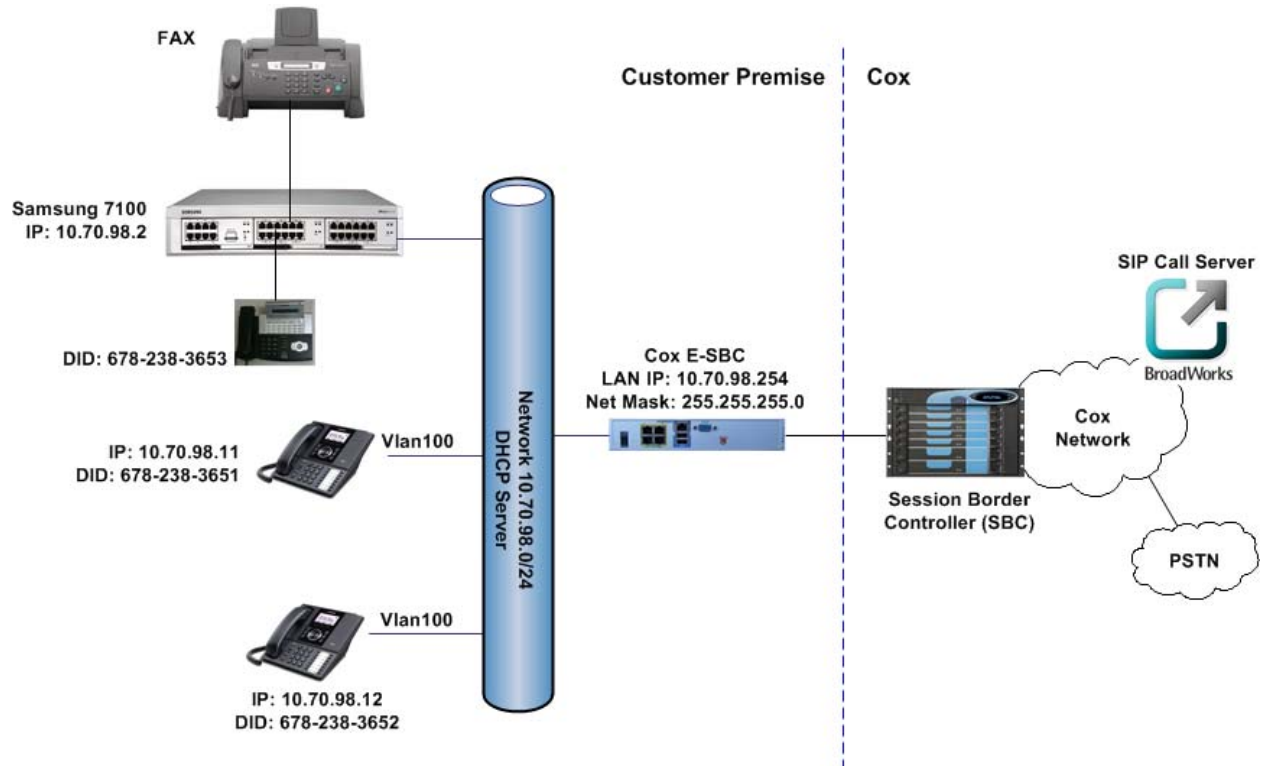 FAX
Customer Premise
Cox
Samsung 7100
IP: 10.70.98.2
DID: 678-238-3653
IP: 10.70.98.11
DID: 678-238-3651
Vlan100
Vlan100
IP: 10.70.98.12
DID: 678-238-3652
Network 10.70.98.0/24
DHCP Server
Cox E-SBC
LAN IP: 10.70.98.254
Net Mask: 255.255.255.0
SIP Call Server
BroadWorks
Cox
Network
Session Border
Controller (SBC)
PSTN